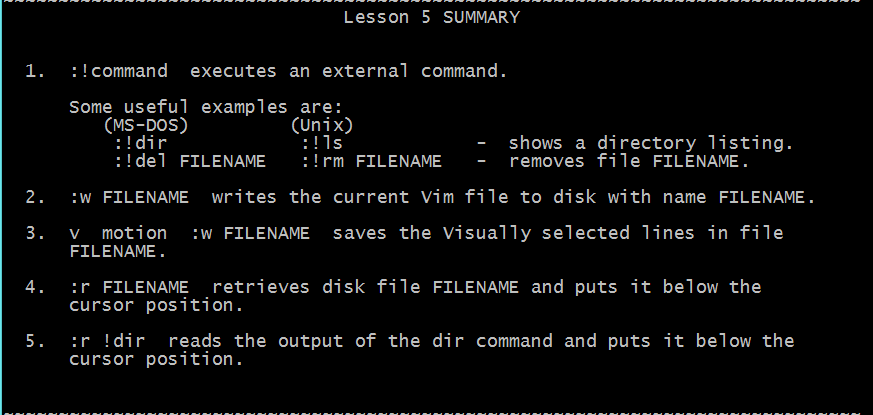 ~~~~~~~~~~~~~~~~~~~~~~~~~~~~~~~~~~~~~~~~~~~~~~~~~~~~~~~~~~~~~~~~~~~~~~~~~~~~~~
Lesson 5 SUMMARY
1. :!command executes an external command.
Some useful examples are:
(MS-DOS) (Unix)
:!dir :!ls - shows a directory listing.
:!del FILENAME :!rm FILENAME - removes file FILENAME.
2. :w FILENAME writes the current Vim file to disk with name FILENAME.
3. v motion :w FILENAME saves the Visually selected lines in file
FILENAME.
4. :r FILENAME retrieves disk file FILENAME and puts it below the
cursor position.
5. :r !dir reads the output of the dir command and puts it below the
cursor position.
~~~~~~~~~~~~~~~~~~~~~~~~~~~~~~~~~~~~~~~~~~~~~~~~~~~~~~~~~~~~~~~~~~~~~~~~~~~~~~